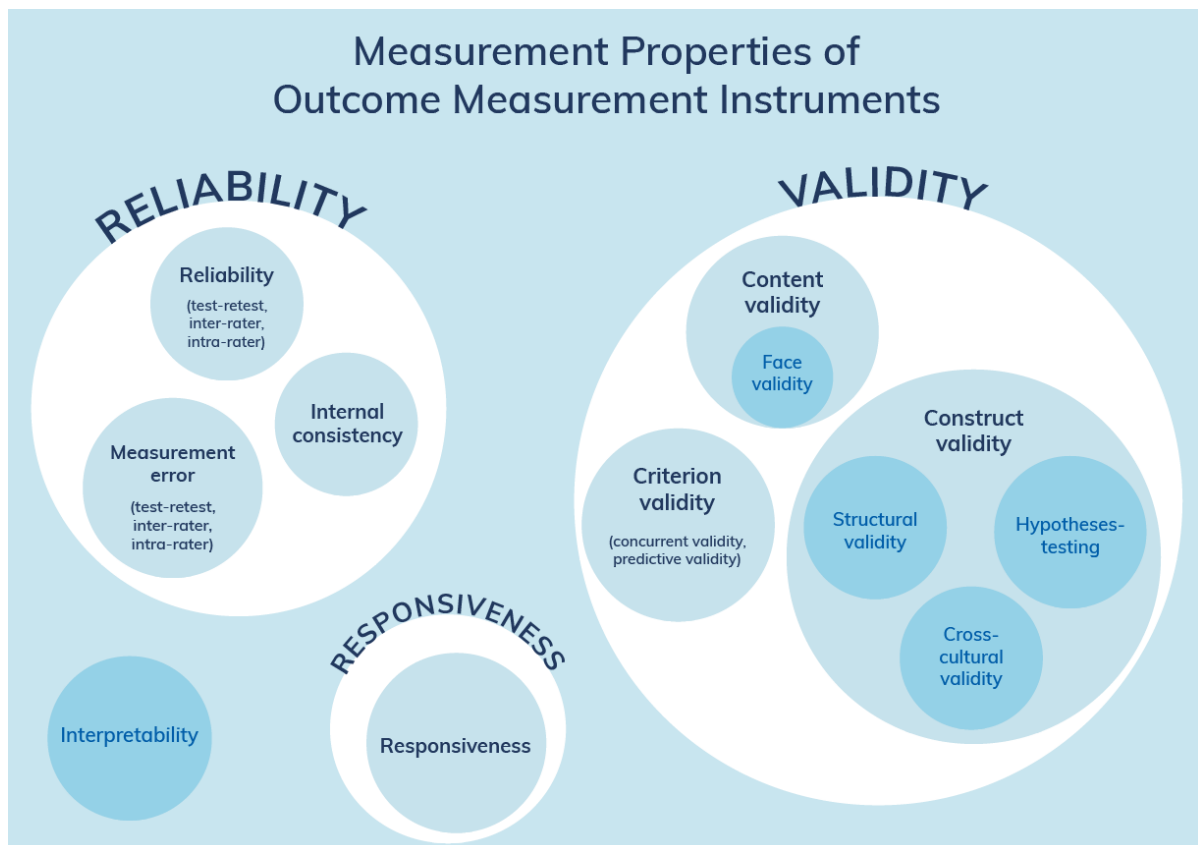 Measurement Properties of
Outcome Measurement Instruments
RELIABILITY
Reliability
(test-retest,
inter-rater,
intra-rater)
Internal
consistency
Measurement
error
(test-retest,
inter-rater,
intra-rater)
VALIDITY
Content
validity
Face
validity
Criterion
validity
(concurrent validity,
predictive validity)
Construct
validity
Structural
validity
Hypotheses-
testing
Cross-
cultural
validity
RESPONSIVENESS
Responsiveness
Interpretability